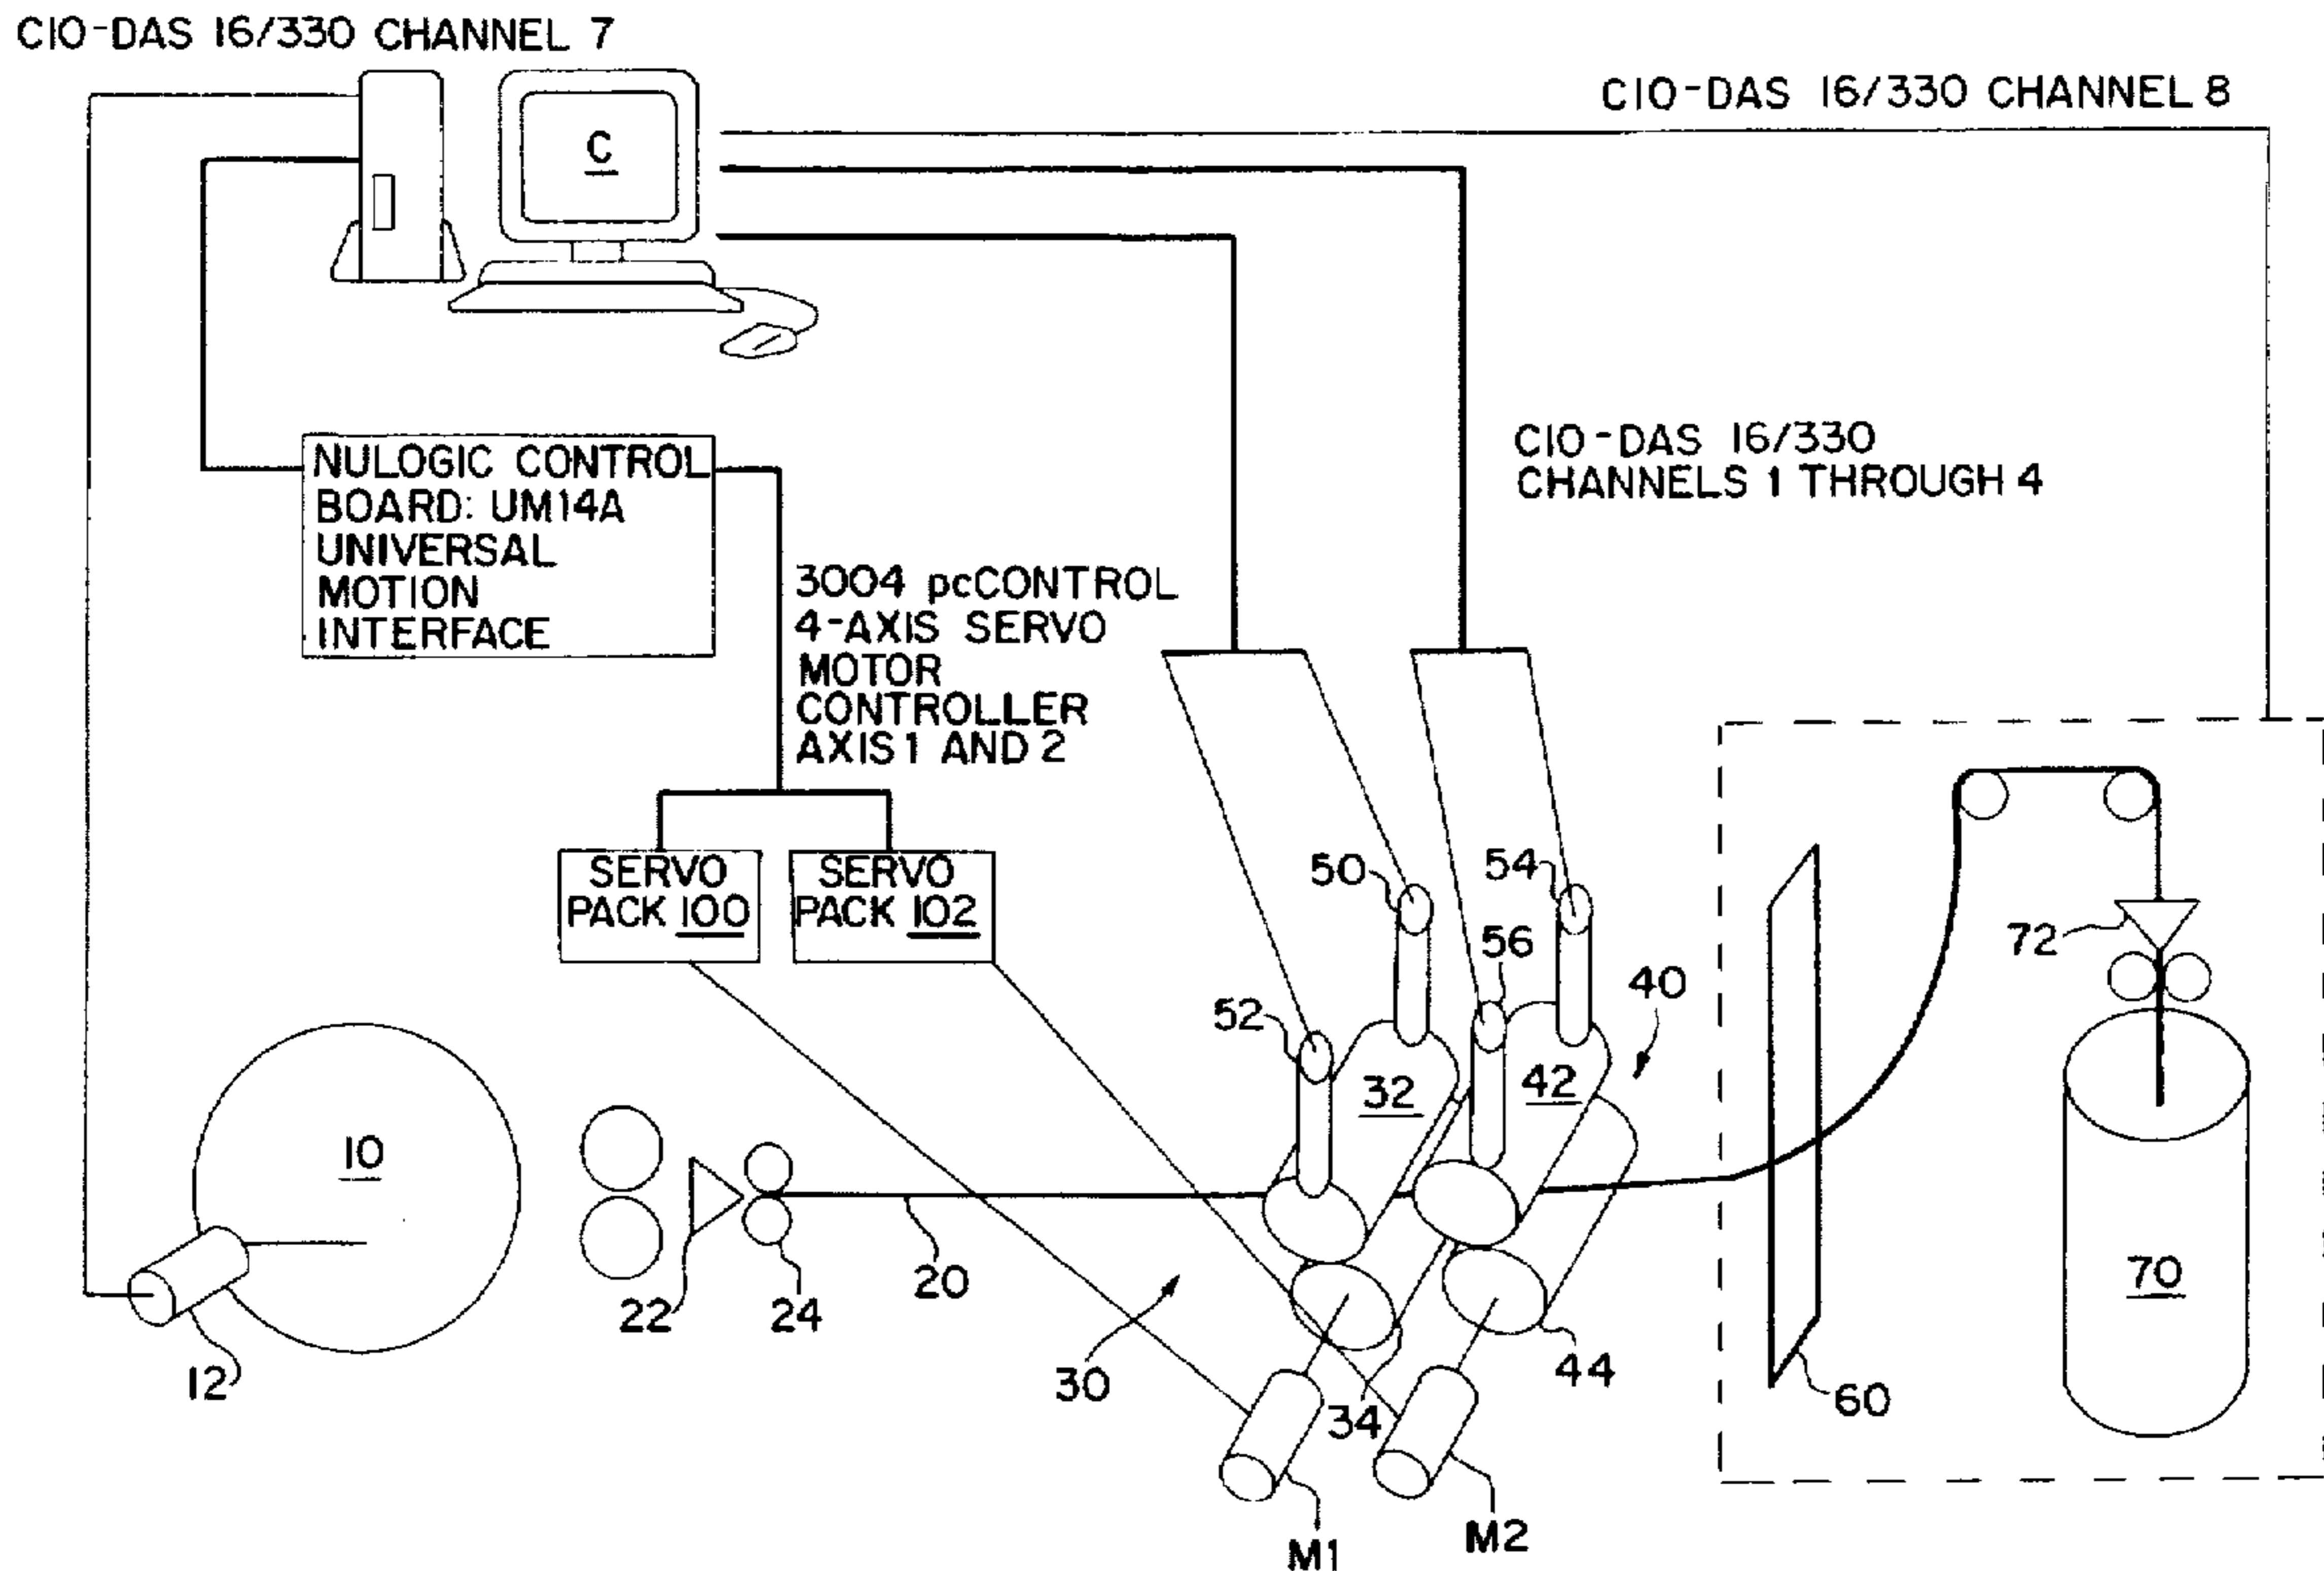 CIO-DAS 16/330 CHANNEL 7
CIO-DAS 16/330 CHANNEL 8
C
CIO-DAS 16/330
CHANNELS 1 THROUGH 4
NULOGIC CONTROL
BOARD: UM14A
UNIVERSAL
MOTION
INTERFACE
3004 pcCONTROL
4-AXIS SERVO
MOTOR
CONTROLLER
AXIS 1 AND 2
SERVO
PACK 100
SERVO
PACK 102
50
54
56
72
40
52
32
42
10
20
22
24
70
12
30
34
44
60
M1
M2